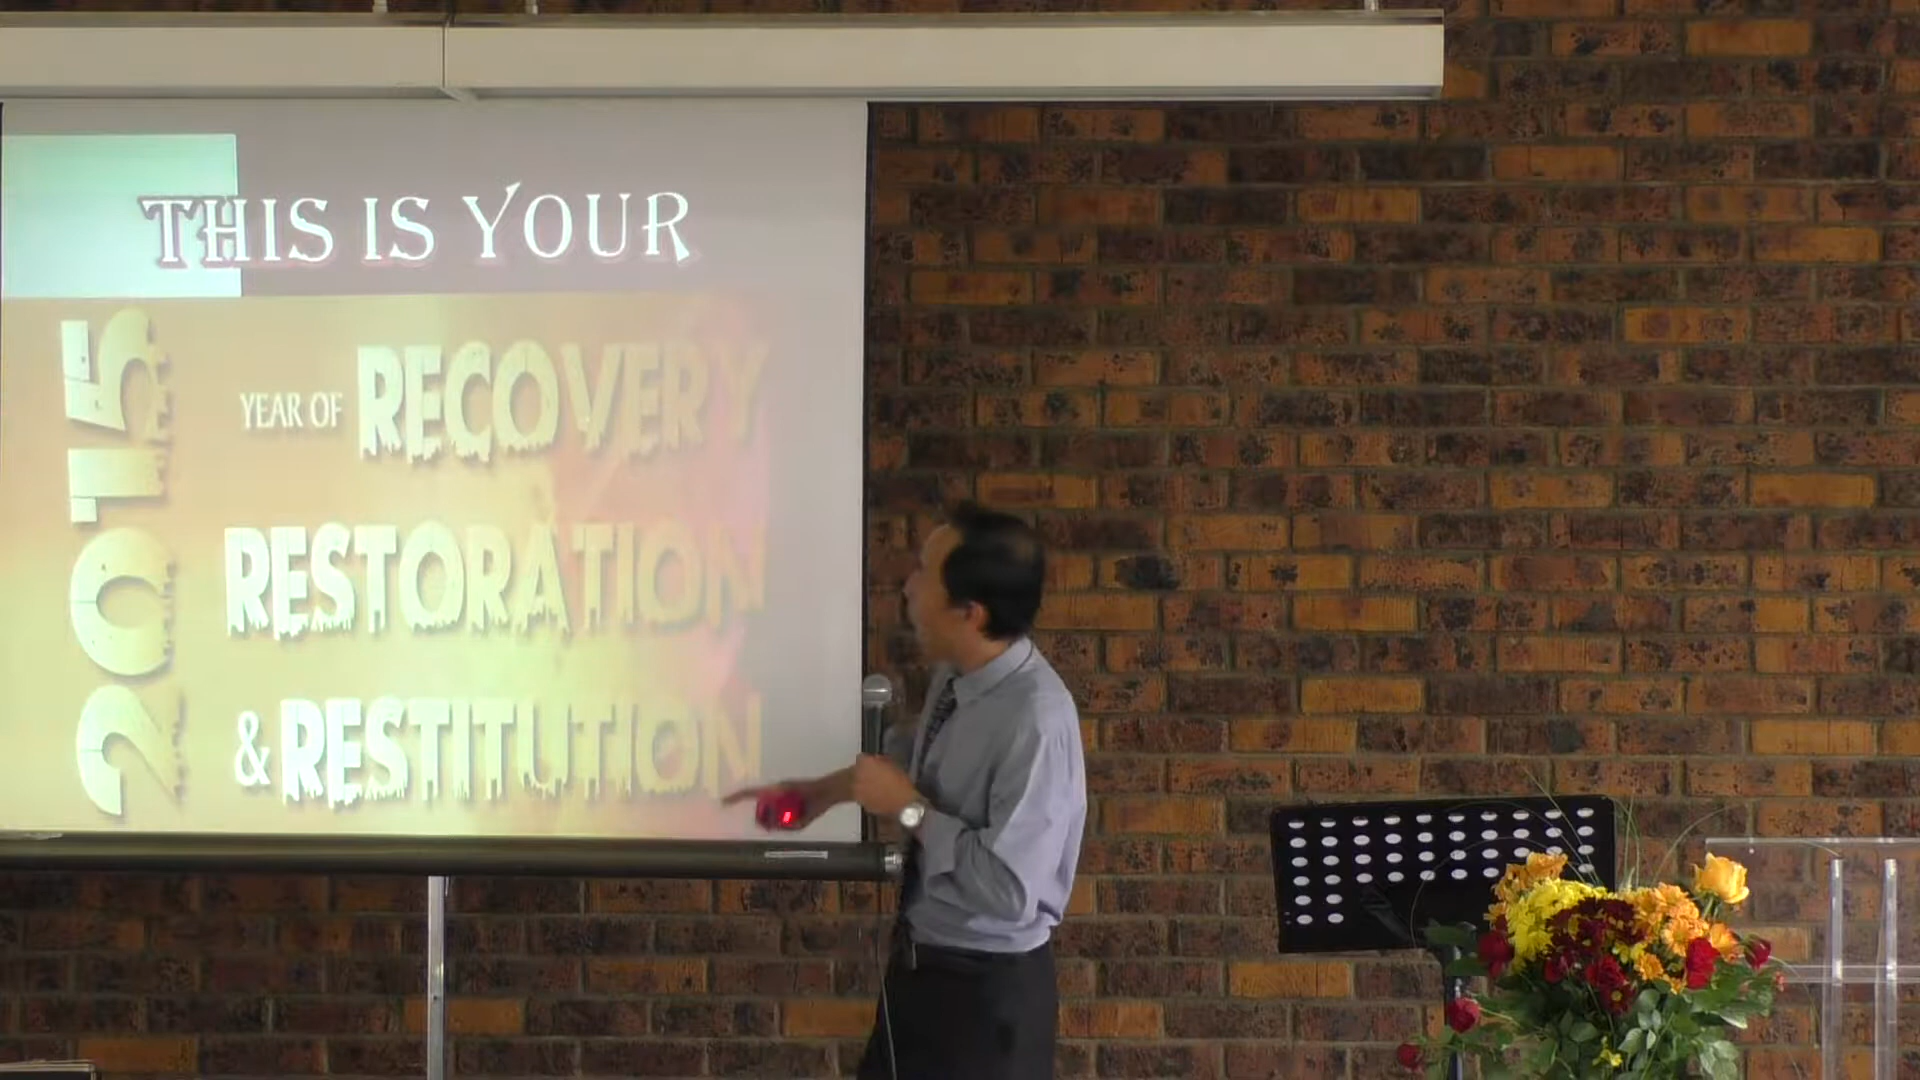 THIS IS YOUR
2015
YEAR OF RECOVERY
RESTORATION
& RESTITUTION